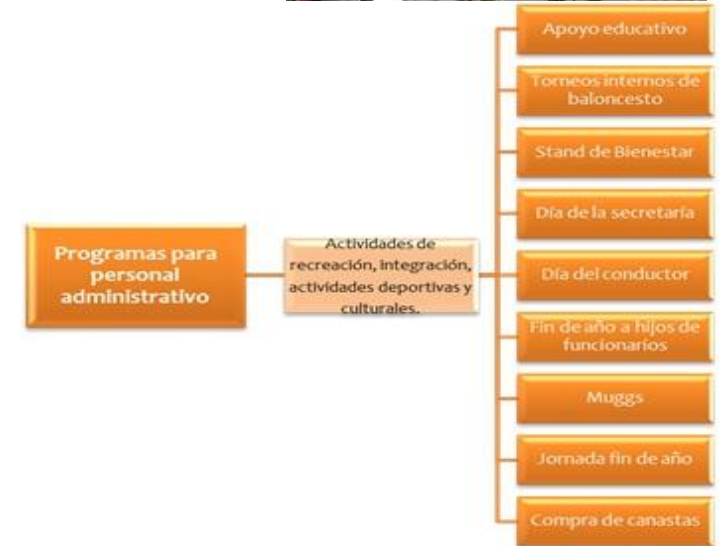 Programas para
personal
administrativo
Actividades de
recreación, integración,
actividades deportivas y
culturales.
Apoyo educativo
Torneos internos de
baloncesto
Stand de Bienestar
Día de la secretaría
Día del conductor
Fin de año a hijos de
funcionarios
Muggs
Jornada fin de año
Compra de canastas